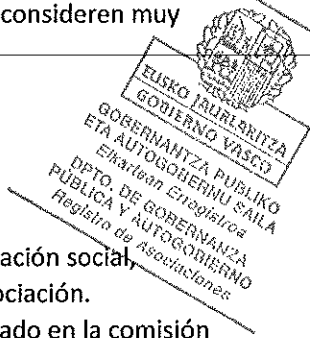 consideren muy
EUSKO JAURLARITZA
GOBIERNO VASCO
GOBERNANTZA PUBLIKO
ETA AUTOGOBERNU SAILA
Elkarteen Erregistroa
DPTO. DE GOBERNANZA
PÚBLICA Y AUTOGOBIERNO
Registro de Asociaciones
ación social,
ociación.
ado en la comisión